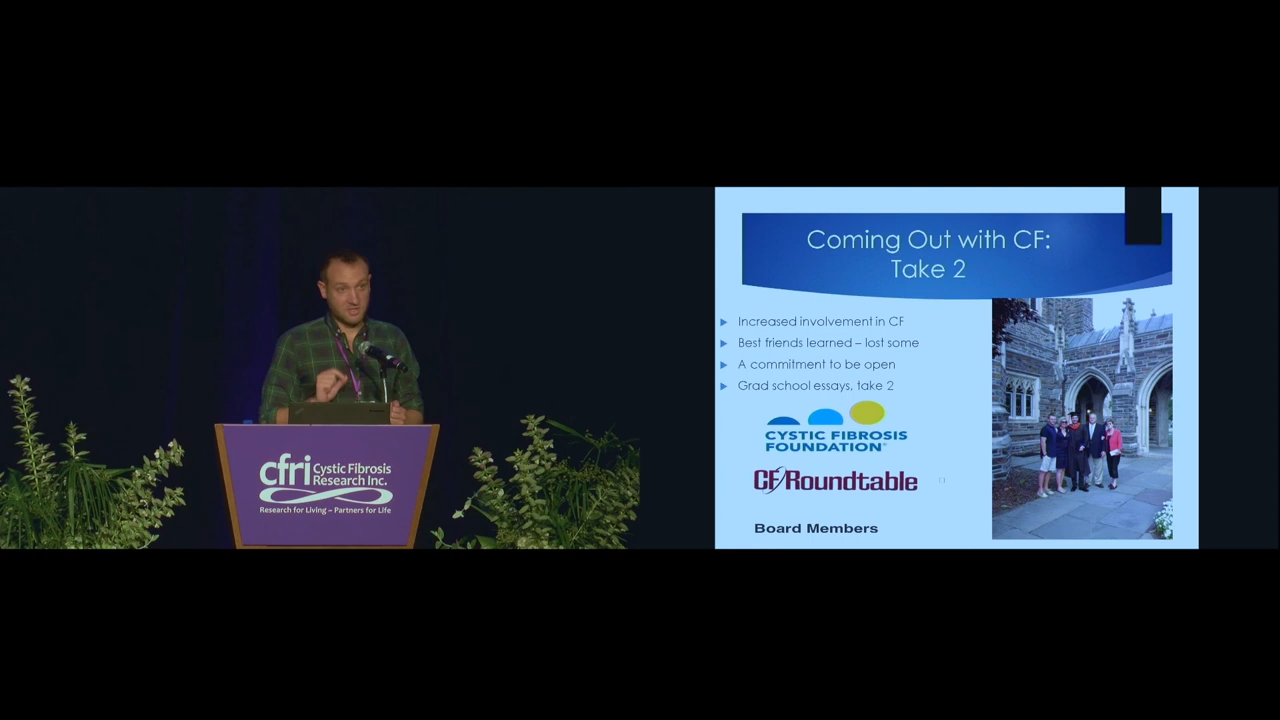 cfri Cystic Fibrosis
Research Inc.
Research for Living ~ Partners for Life
Coming Out with CF:
Take 2
Increased involvement in CF
Best friends learned – lost some
A commitment to be open
Grad school essays, take 2
CYSTIC FIBROSIS
FOUNDATION
CF Roundtable
Board Members